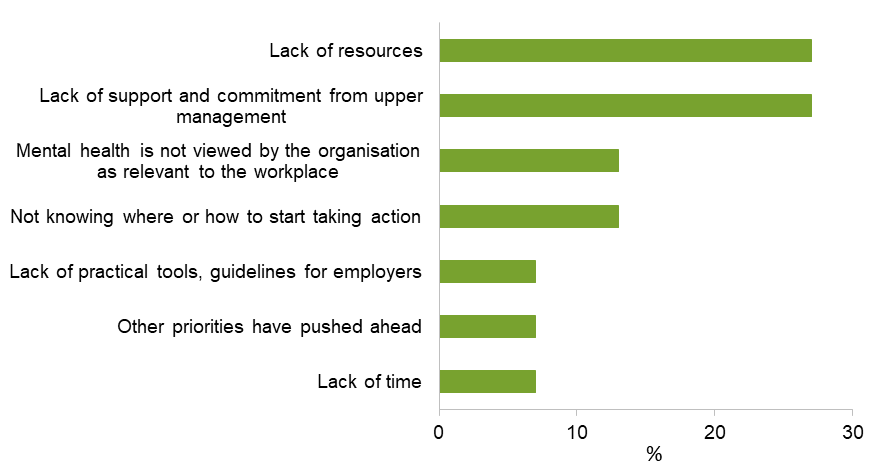 Lack of resources
Lack of support and commitment from upper
management
Mental health is not viewed by the organisation
as relevant to the workplace
Not knowing where or how to start taking action
Lack of practical tools, guidelines for employers
Other priorities have pushed ahead
Lack of time
0 10 20 30
%